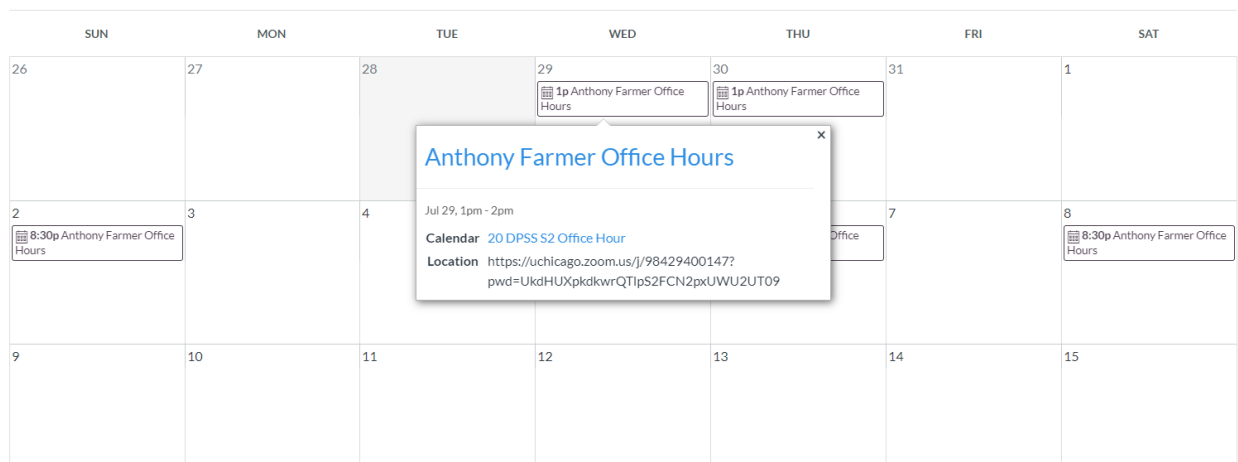 SUN MON TUE WED THU FRI SAT
26 27 28 29 30 31 1
1p Anthony Farmer Office
Hours
1p Anthony Farmer Office
Hours
×
Anthony Farmer Office Hours
Jul 29, 1pm - 2pm
Calendar 20 DPSS S2 Office Hour
Location https://uchicago.zoom.us/j/98429400147?
pwd=UkdHUXpkdkwrQTlpS2FCN2pxUWU2UT09
2 3 4 7 8
8:30p Anthony Farmer Office
Hours
Office
8:30p Anthony Farmer Office
Hours
9 10 11 12 13 14 15